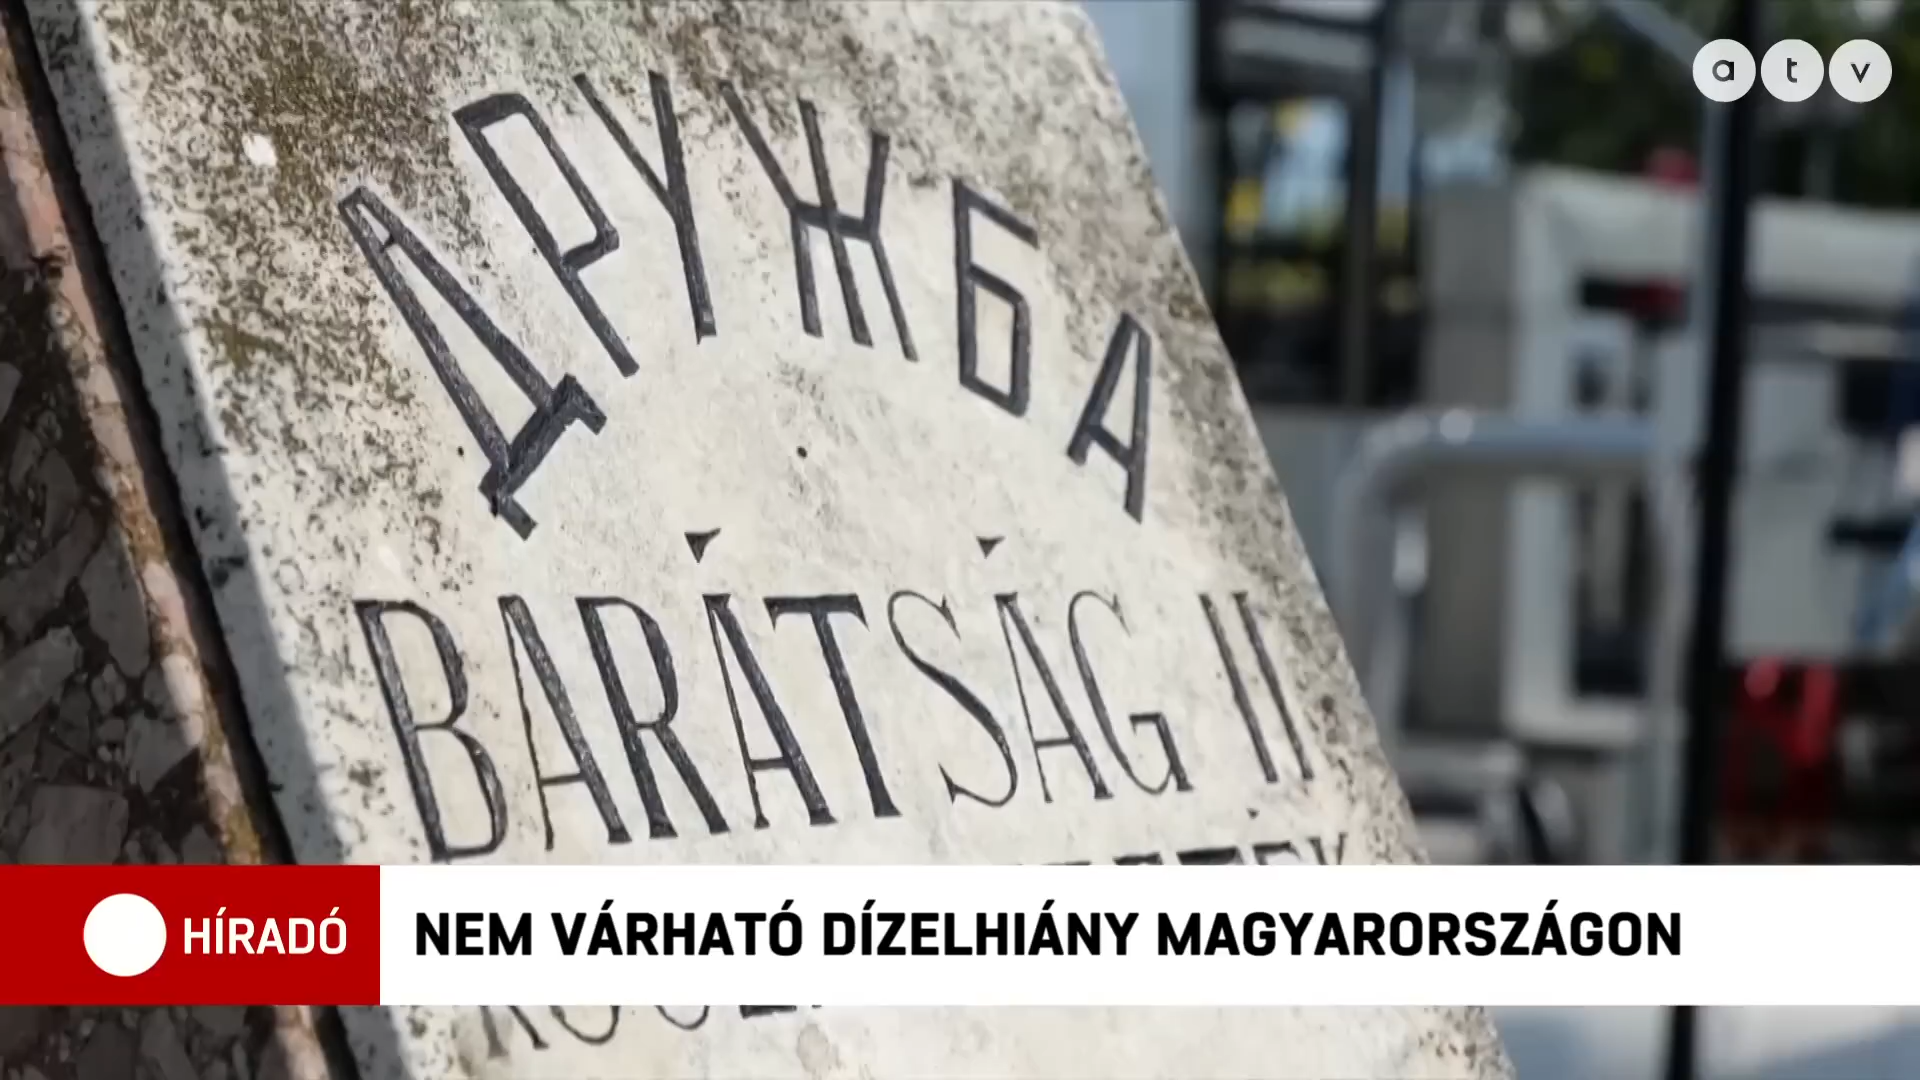 atv
ДРУЖБА
BARÁTSÁG II
HÍRADÓ
NEM VÁRHATÓ DÍZELHIÁNY MAGYARORSZÁGON